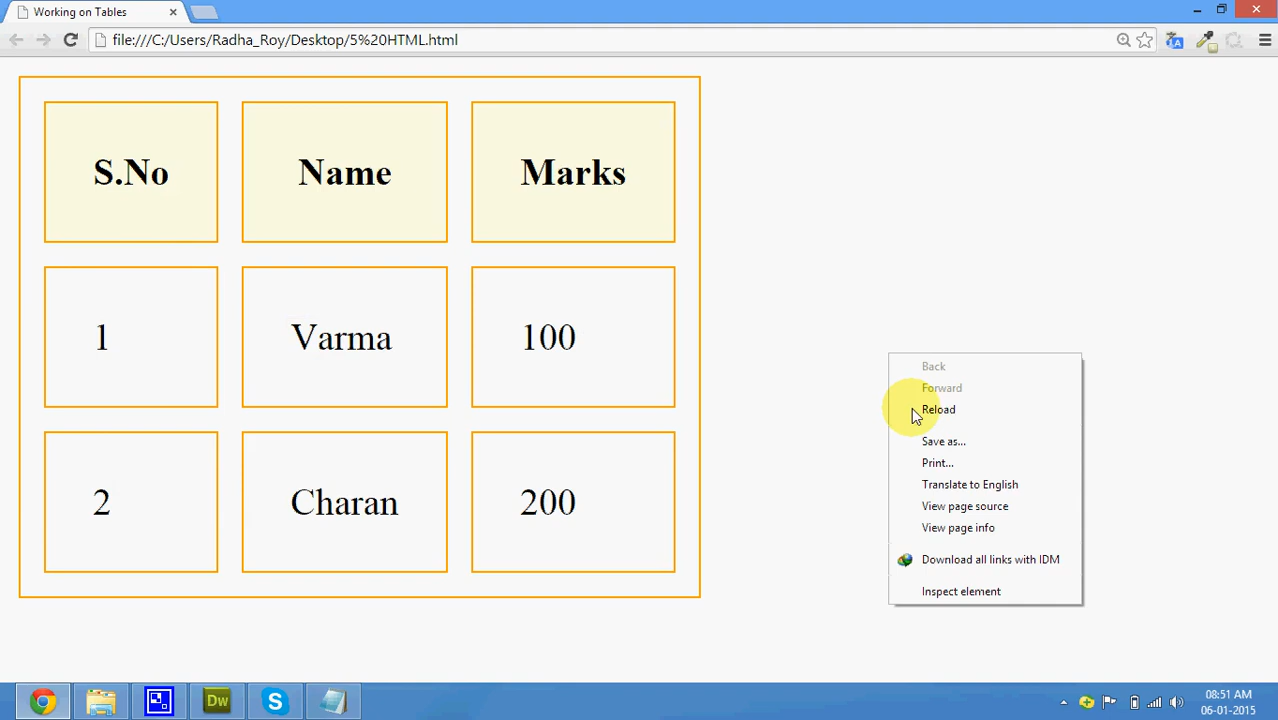 Working on Tables
file:///C:/Users/Radha_Roy/Desktop/5%20HTML.html
S.No Name Marks
1 Varma 100
2 Charan 200
Back
Forward
Reload
Save as...
Print...
Translate to English
View page source
View page info
Download all links with IDM
Inspect element
Dw
08:51 AM
06-01-2015